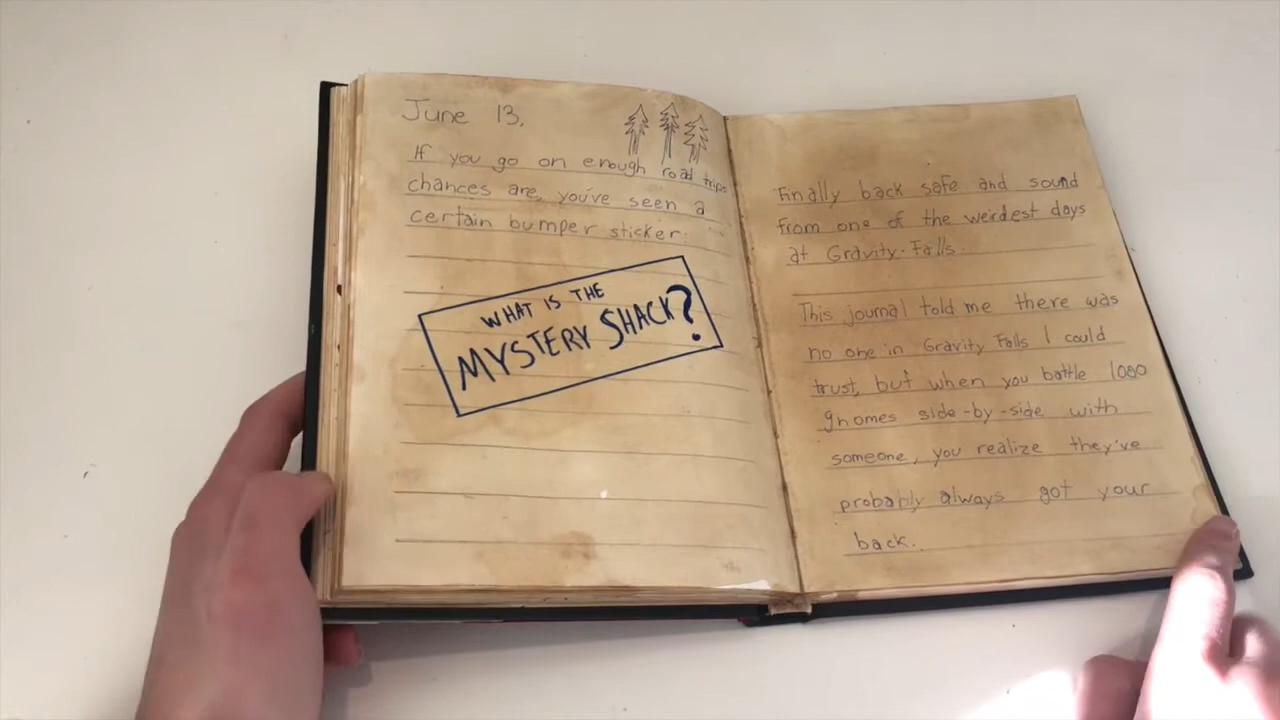 June 13,
If you go on enough road trips
chances are, you've seen a
certain bumper sticker:
WHAT IS THE
MYSTERY SHACK?
Finally back safe and sound
from one of the weirdest days
at Gravity Falls.
This journal told me there was
no one in Gravity Falls I could
trust, but when you battle 1000
gnomes side-by-side with
someone, you realize they've
probably always got your
back.